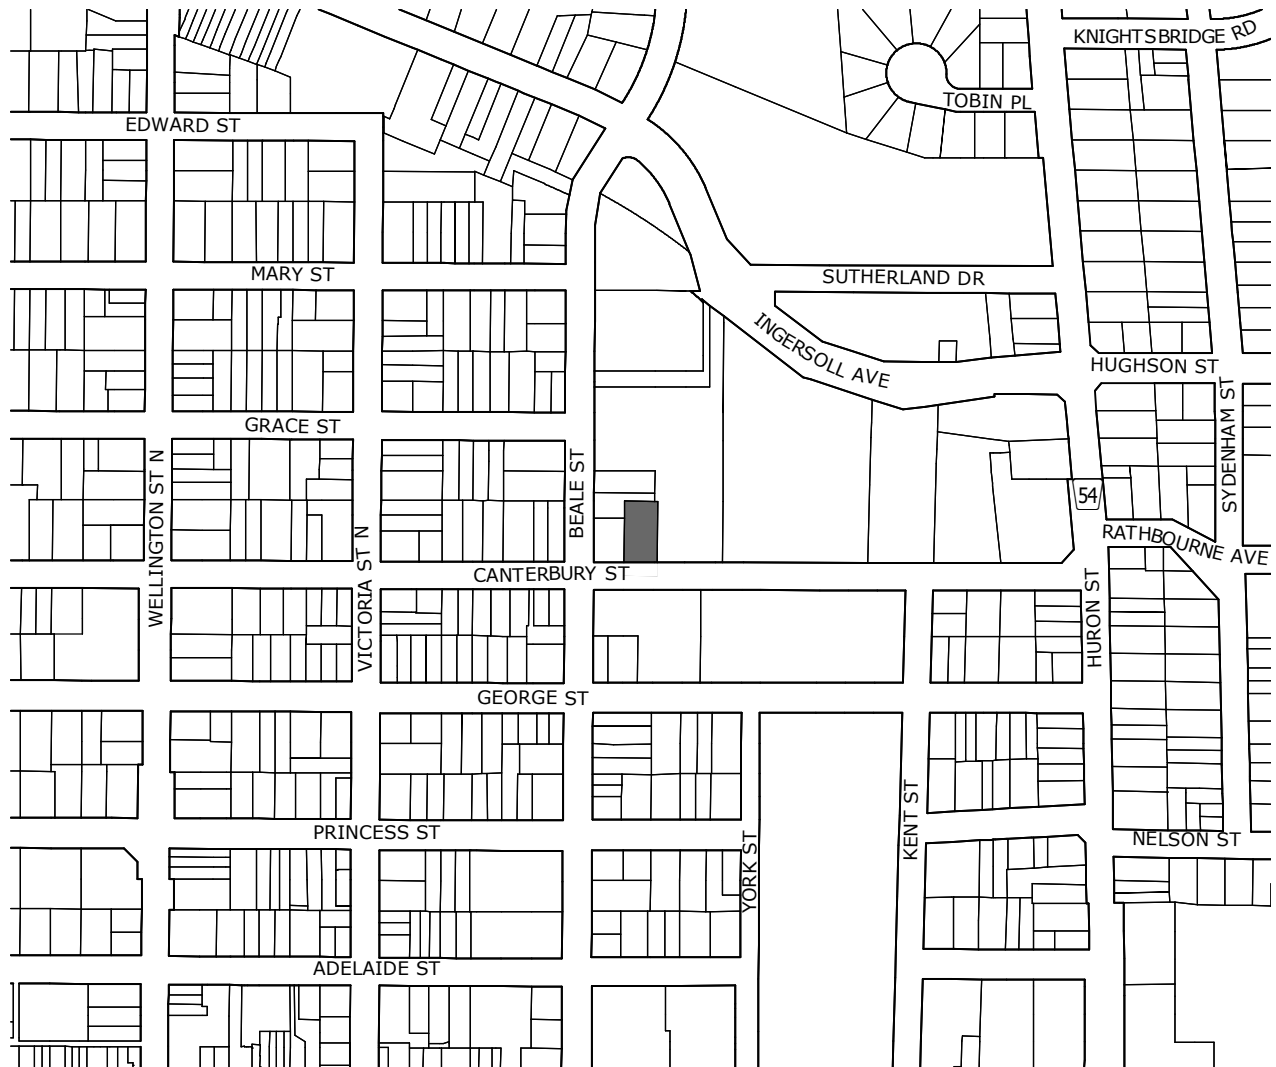 KNIGHTSBRIDGE RD
TOBIN PL
EDWARD ST
MARY ST
SUTHERLAND DR
INGERSOLL AVE
HUGHSON ST
GRACE ST
SYDENHAM ST
WELLINGTON ST N
BEALE ST
54
VICTORIA ST N
RATHBOURNE AVE
CANTERBURY ST
HURON ST
GEORGE ST
KENT ST
PRINCESS ST
YORK ST
NELSON ST
ADELAIDE ST